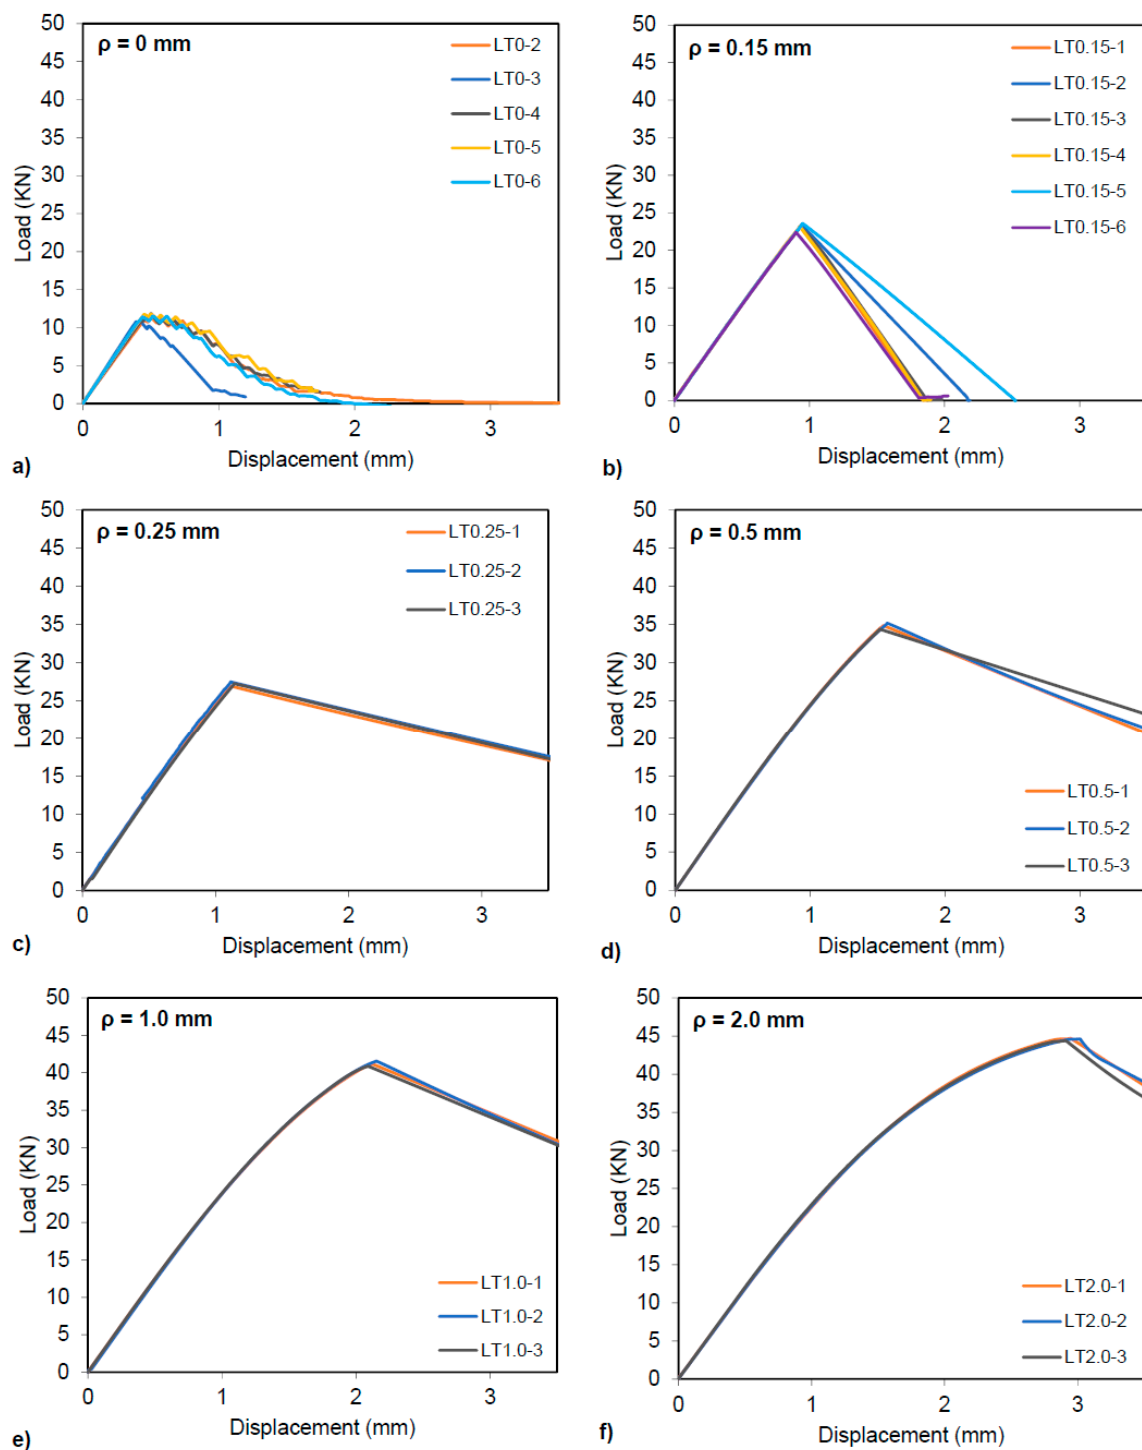 ρ = 0 mm
LT0-2
LT0-3
LT0-4
LT0-5
LT0-6
50
45
40
35
30
25
20
15
10
5
0
Load (KN)
0 1 2 3
Displacement (mm)
a)
ρ = 0.15 mm
LT0.15-1
LT0.15-2
LT0.15-3
LT0.15-4
LT0.15-5
LT0.15-6
50
45
40
35
30
25
20
15
10
5
0
Load (KN)
0 1 2 3
Displacement (mm)
b)
ρ = 0.25 mm
LT0.25-1
LT0.25-2
LT0.25-3
50
45
40
35
30
25
20
15
10
5
0
Load (KN)
0 1 2 3
Displacement (mm)
c)
ρ = 0.5 mm
50
45
40
35
30
25
20
15
10
5
0
Load (KN)
LT0.5-1
LT0.5-2
LT0.5-3
0 1 2 3
Displacement (mm)
d)
ρ = 1.0 mm
50
45
40
35
30
25
20
15
10
5
0
Load (KN)
LT1.0-1
LT1.0-2
LT1.0-3
0 1 2 3
Displacement (mm)
e)
ρ = 2.0 mm
50
45
40
35
30
25
20
15
10
5
0
Load (KN)
LT2.0-1
LT2.0-2
LT2.0-3
0 1 2 3
Displacement (mm)
f)